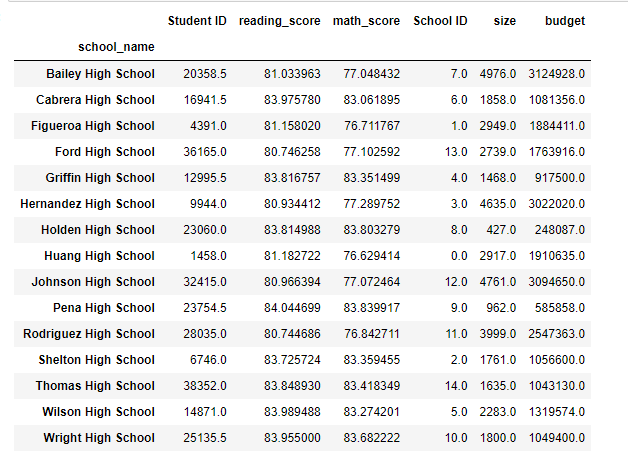 Student ID reading_score math_score School ID size budget
school_name
Bailey High School 20358.5 81.033963 77.048432 7.0 4976.0 3124928.0
Cabrera High School 16941.5 83.975780 83.061895 6.0 1858.0 1081356.0
Figueroa High School 4391.0 81.158020 76.711767 1.0 2949.0 1884411.0
Ford High School 36165.0 80.746258 77.102592 13.0 2739.0 1763916.0
Griffin High School 12995.5 83.816757 83.351499 4.0 1468.0 917500.0
Hernandez High School 9944.0 80.934412 77.289752 3.0 4635.0 3022020.0
Holden High School 23060.0 83.814988 83.803279 8.0 427.0 248087.0
Huang High School 1458.0 81.182722 76.629414 0.0 2917.0 1910635.0
Johnson High School 32415.0 80.966394 77.072464 12.0 4761.0 3094650.0
Pena High School 23754.5 84.044699 83.839917 9.0 962.0 585858.0
Rodriguez High School 28035.0 80.744686 76.842711 11.0 3999.0 2547363.0
Shelton High School 6746.0 83.725724 83.359455 2.0 1761.0 1056600.0
Thomas High School 38352.0 83.848930 83.418349 14.0 1635.0 1043130.0
Wilson High School 14871.0 83.989488 83.274201 5.0 2283.0 1319574.0
Wright High School 25135.5 83.955000 83.682222 10.0 1800.0 1049400.0